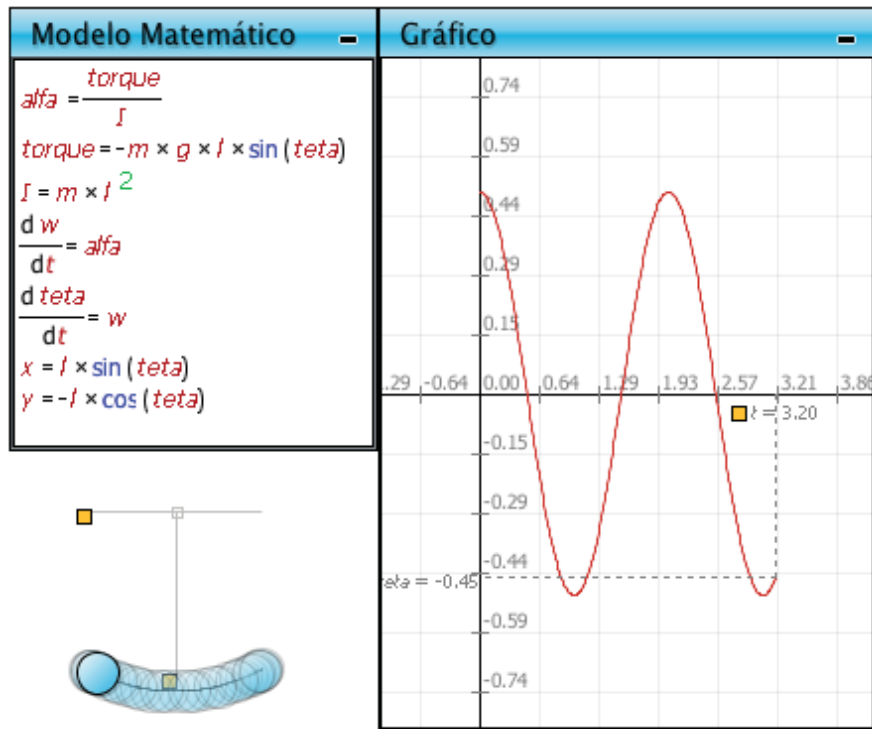 Modelo Matemático
alfa = torque / I
torque = -m × g × l × sin (teta)
I = m × l 2
d w / dt = alfa
d teta / dt = w
x = l × sin (teta)
y = -l × cos (teta)
Gráfico
0.74
0.59
0.44
0.29
0.15
.29 -0.64 0.00 0.64 1.29 1.93 2.57 3.21 3.86
t = 3.20
-0.15
-0.29
-0.44
teta = -0.45
-0.59
-0.74